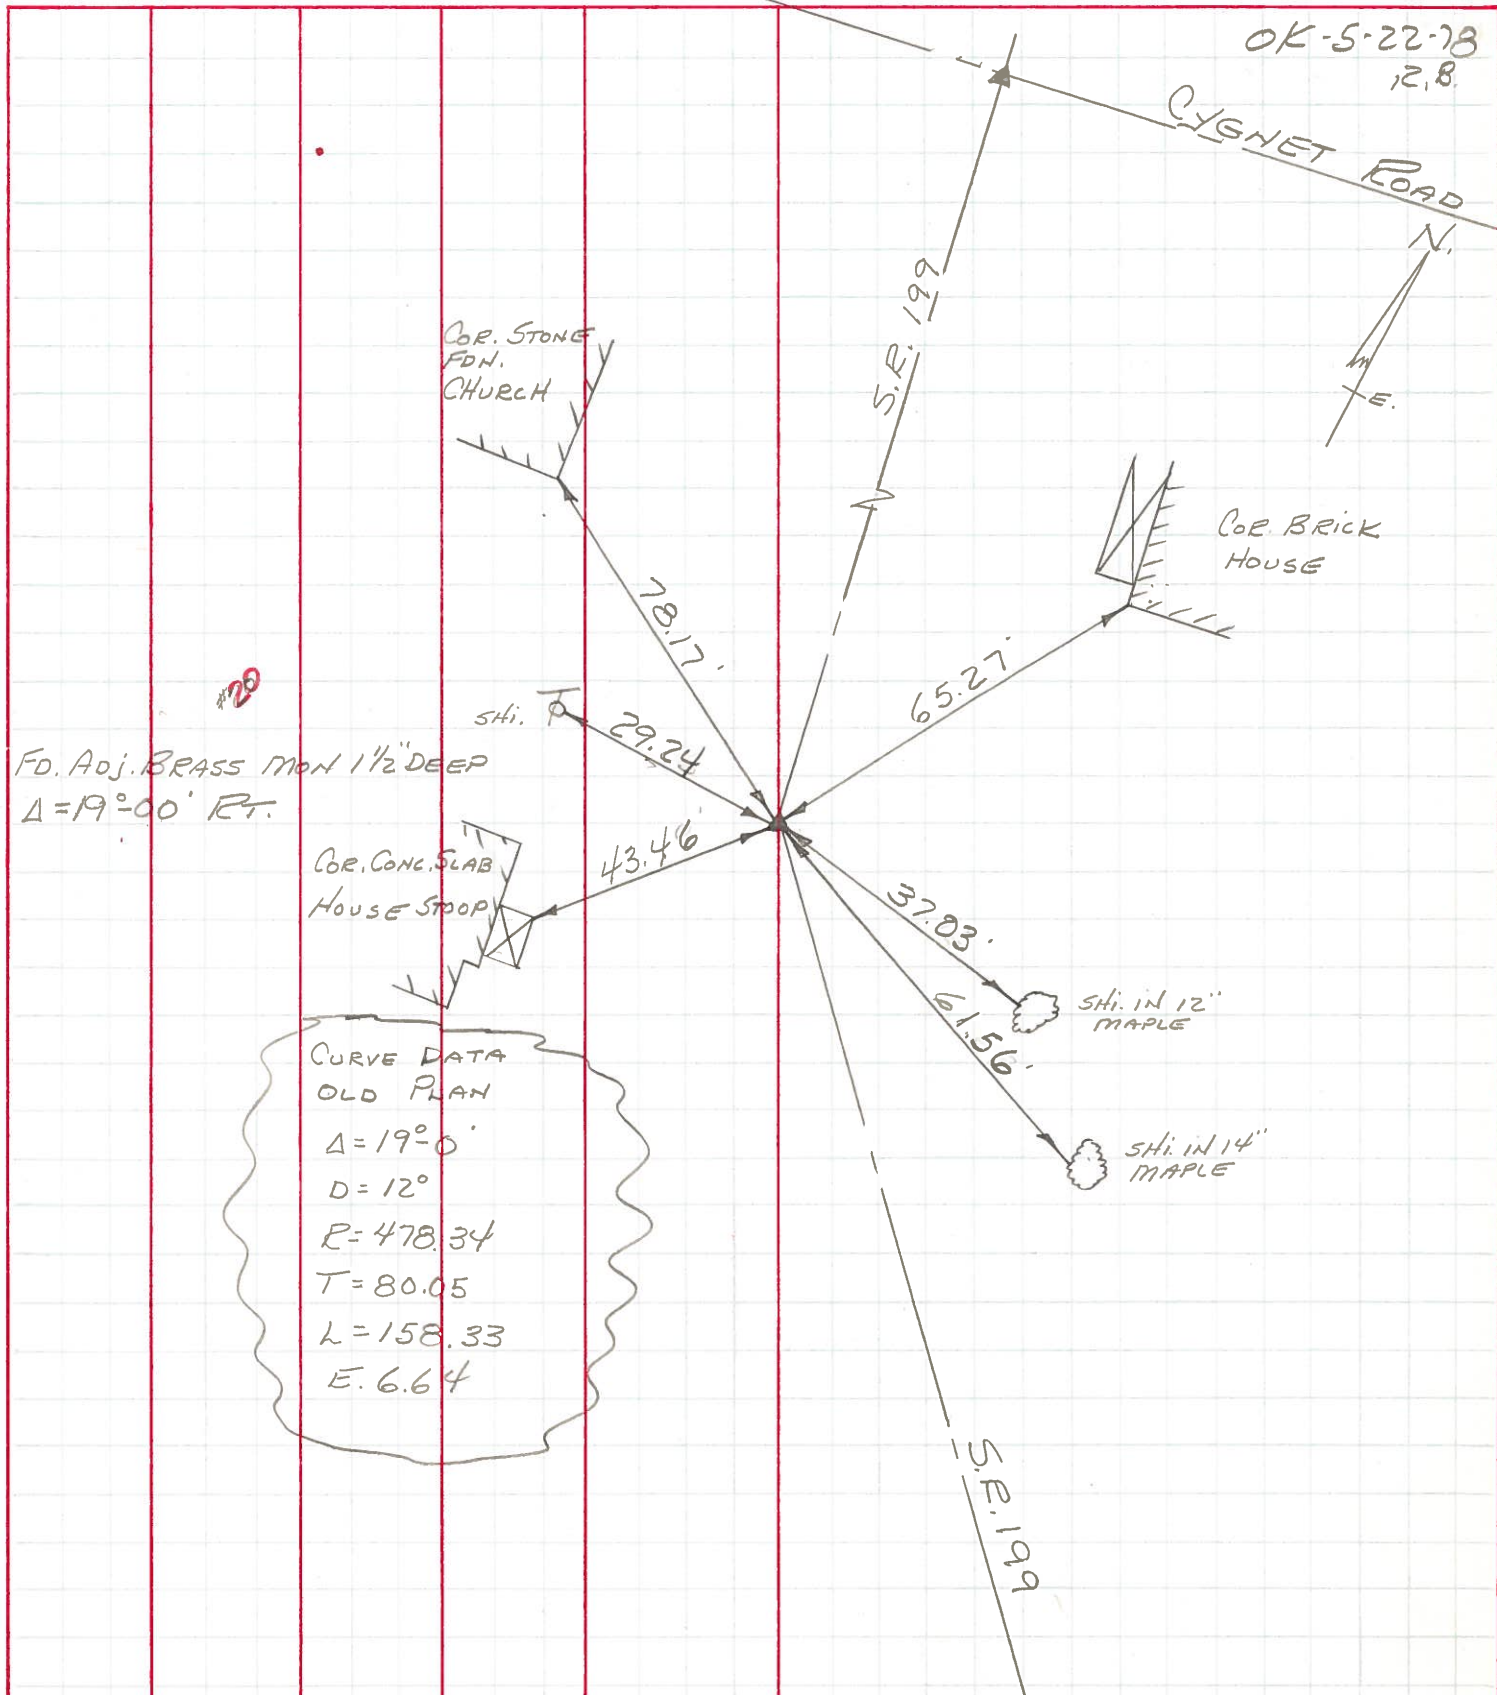 OK-5-22-78
R.B.
CYGNET ROAD
N.
E.
S.R. 199
COR. STONE
FDN.
CHURCH
COR. BRICK
HOUSE
78.17'
65.27'
#20
SHI.
29.24
FD. ADJ. BRASS MON 1½" DEEP
Δ=19°-00' RT.
43.46'
COR. CONC. SLAB
HOUSE STOOP
37.03'
61.56'
SHI. IN 12"
MAPLE
SHI. IN 14"
MAPLE
CURVE DATA
OLD PLAN
Δ=19°-0'
D=12°
R=478.34
T=80.05
L=158.33
E. 6.64
S.R. 199